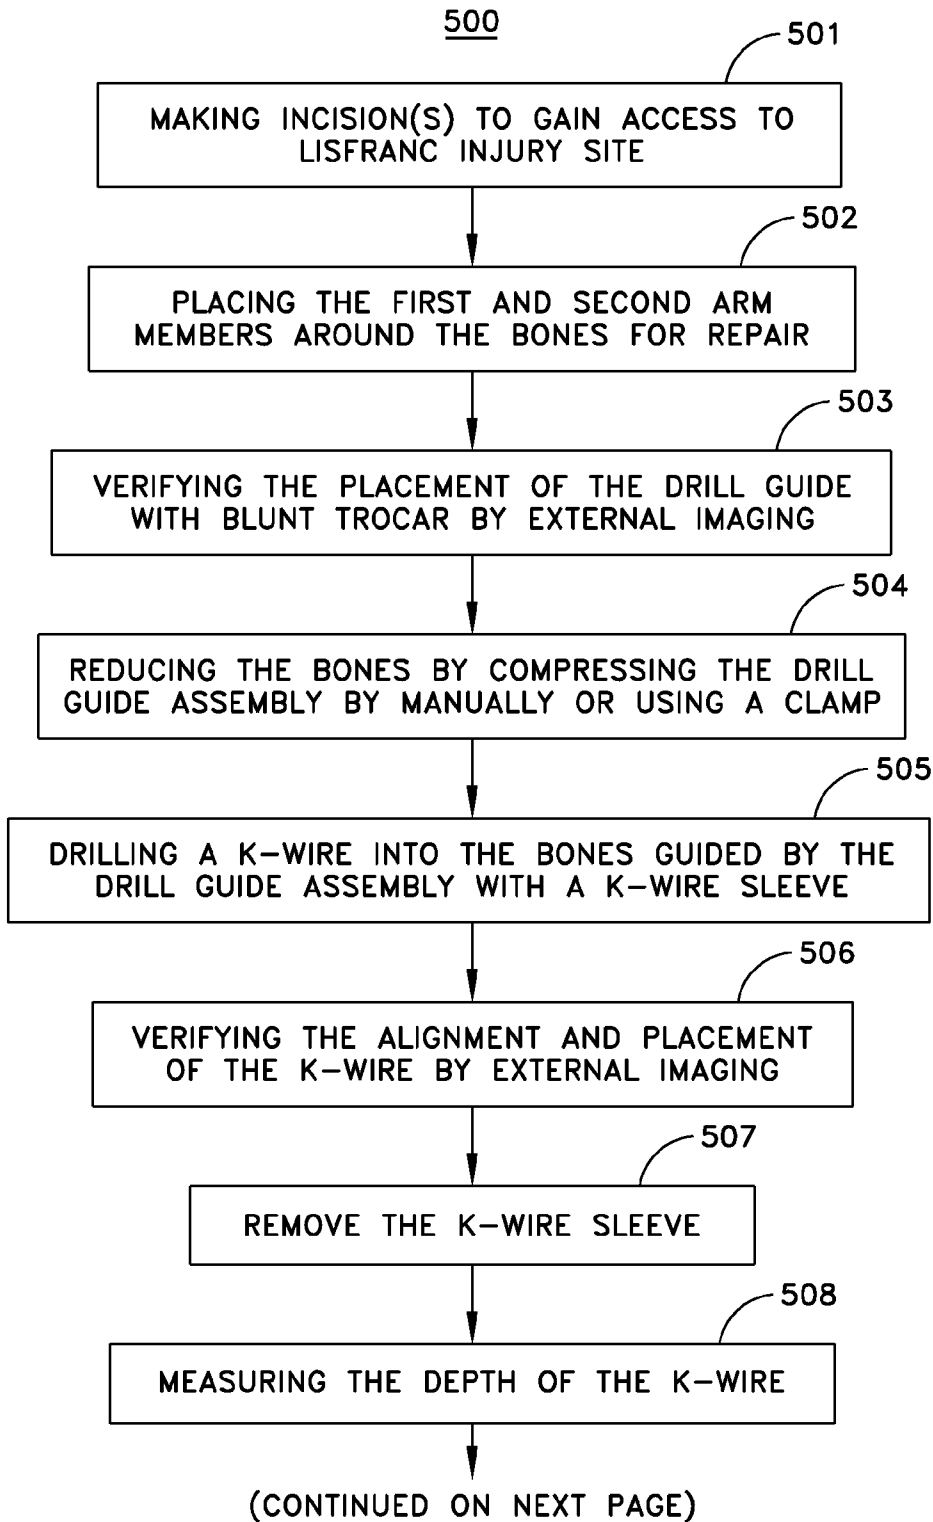 500
501
MAKING INCISION(S) TO GAIN ACCESS TO
LISFRANC INJURY SITE
502
PLACING THE FIRST AND SECOND ARM
MEMBERS AROUND THE BONES FOR REPAIR
503
VERIFYING THE PLACEMENT OF THE DRILL GUIDE
WITH BLUNT TROCAR BY EXTERNAL IMAGING
504
REDUCING THE BONES BY COMPRESSING THE DRILL
GUIDE ASSEMBLY BY MANUALLY OR USING A CLAMP
505
DRILLING A K-WIRE INTO THE BONES GUIDED BY THE
DRILL GUIDE ASSEMBLY WITH A K-WIRE SLEEVE
506
VERIFYING THE ALIGNMENT AND PLACEMENT
OF THE K-WIRE BY EXTERNAL IMAGING
507
REMOVE THE K-WIRE SLEEVE
508
MEASURING THE DEPTH OF THE K-WIRE
(CONTINUED ON NEXT PAGE)